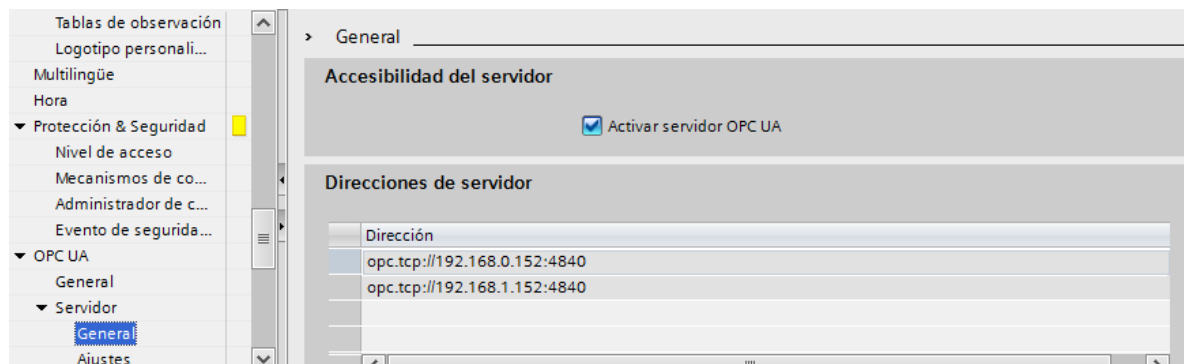 Tablas de observación
Logotipo personali...
Multilingüe
Hora
Protección & Seguridad
Nivel de acceso
Mecanismos de co...
Administrador de c...
Evento de segurida...
OPC UA
General
Servidor
General
Ajustes
General
Accesibilidad del servidor
Activar servidor OPC UA
Direcciones de servidor
Dirección
opc.tcp://192.168.0.152:4840
opc.tcp://192.168.1.152:4840